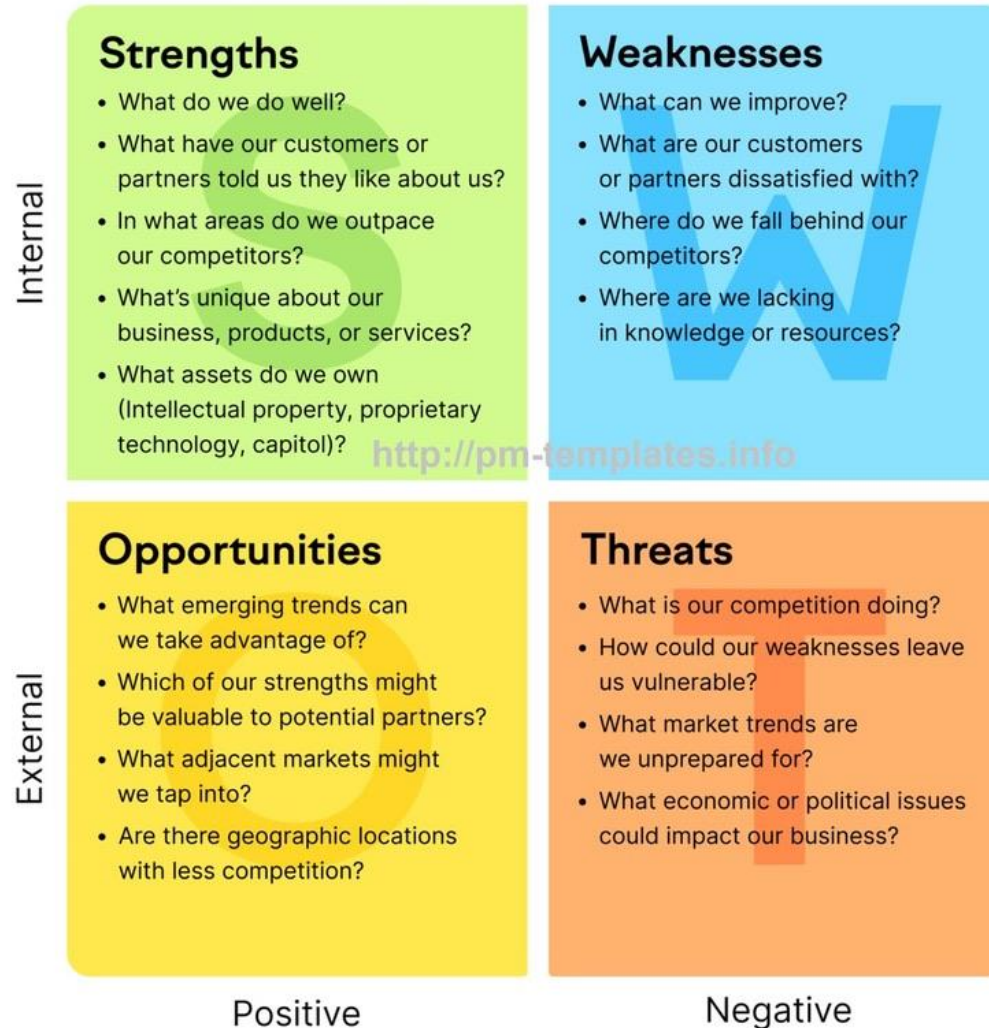 Internal
Strengths
• What do we do well?
• What have our customers or
partners told us they like about us?
• In what areas do we outpace
our competitors?
• What’s unique about our
business, products, or services?
• What assets do we own
(Intellectual property, proprietary
technology, capitol)?
S
Weaknesses
• What can we improve?
• What are our customers
or partners dissatisfied with?
• Where do we fall behind our
competitors?
• Where are we lacking
in knowledge or resources?
W
http://pm-templates.info
External
Opportunities
• What emerging trends can
we take advantage of?
• Which of our strengths might
be valuable to potential partners?
• What adjacent markets might
we tap into?
• Are there geographic locations
with less competition?
O
Threats
• What is our competition doing?
• How could our weaknesses leave
us vulnerable?
• What market trends are
we unprepared for?
• What economic or political issues
could impact our business?
T
Positive
Negative